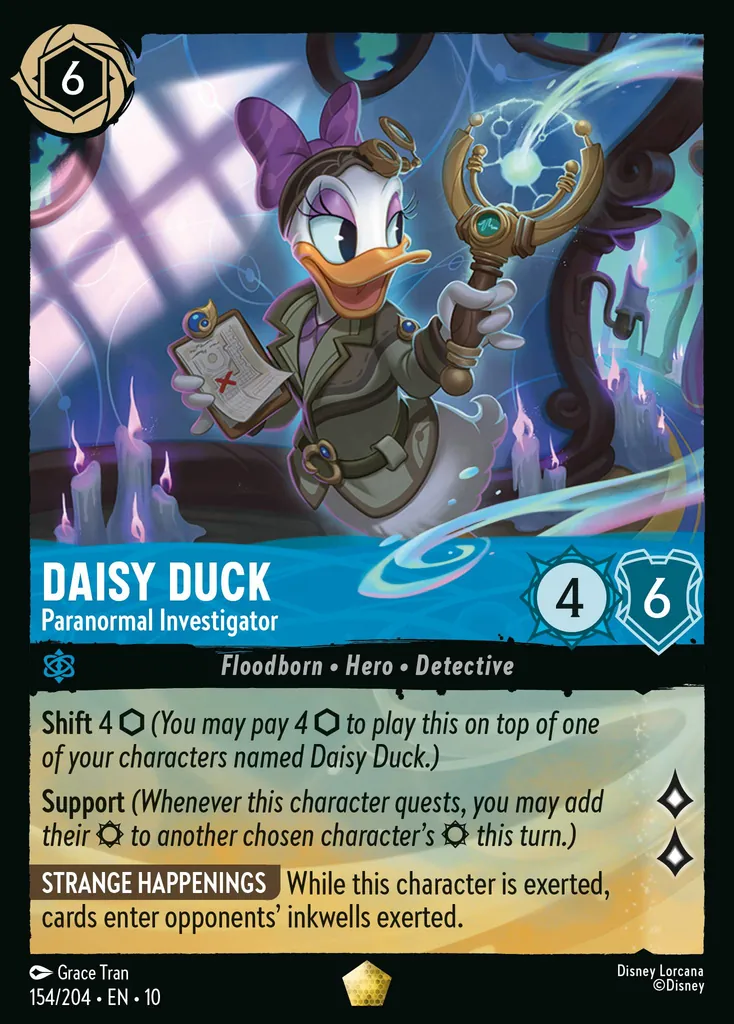 6
DAISY DUCK
Paranormal Investigator
4
6
Floodborn • Hero • Detective
Shift 4 ⬡ (You may pay 4 ⬡ to play this on top of one
of your characters named Daisy Duck.)
Support (Whenever this character quests, you may add
their ¤ to another chosen character's ¤ this turn.)
STRANGE HAPPENINGS While this character is exerted,
cards enter opponents' inkwells exerted.
Grace Tran
Disney Lorcana
154/204 • EN • 10
©Disney